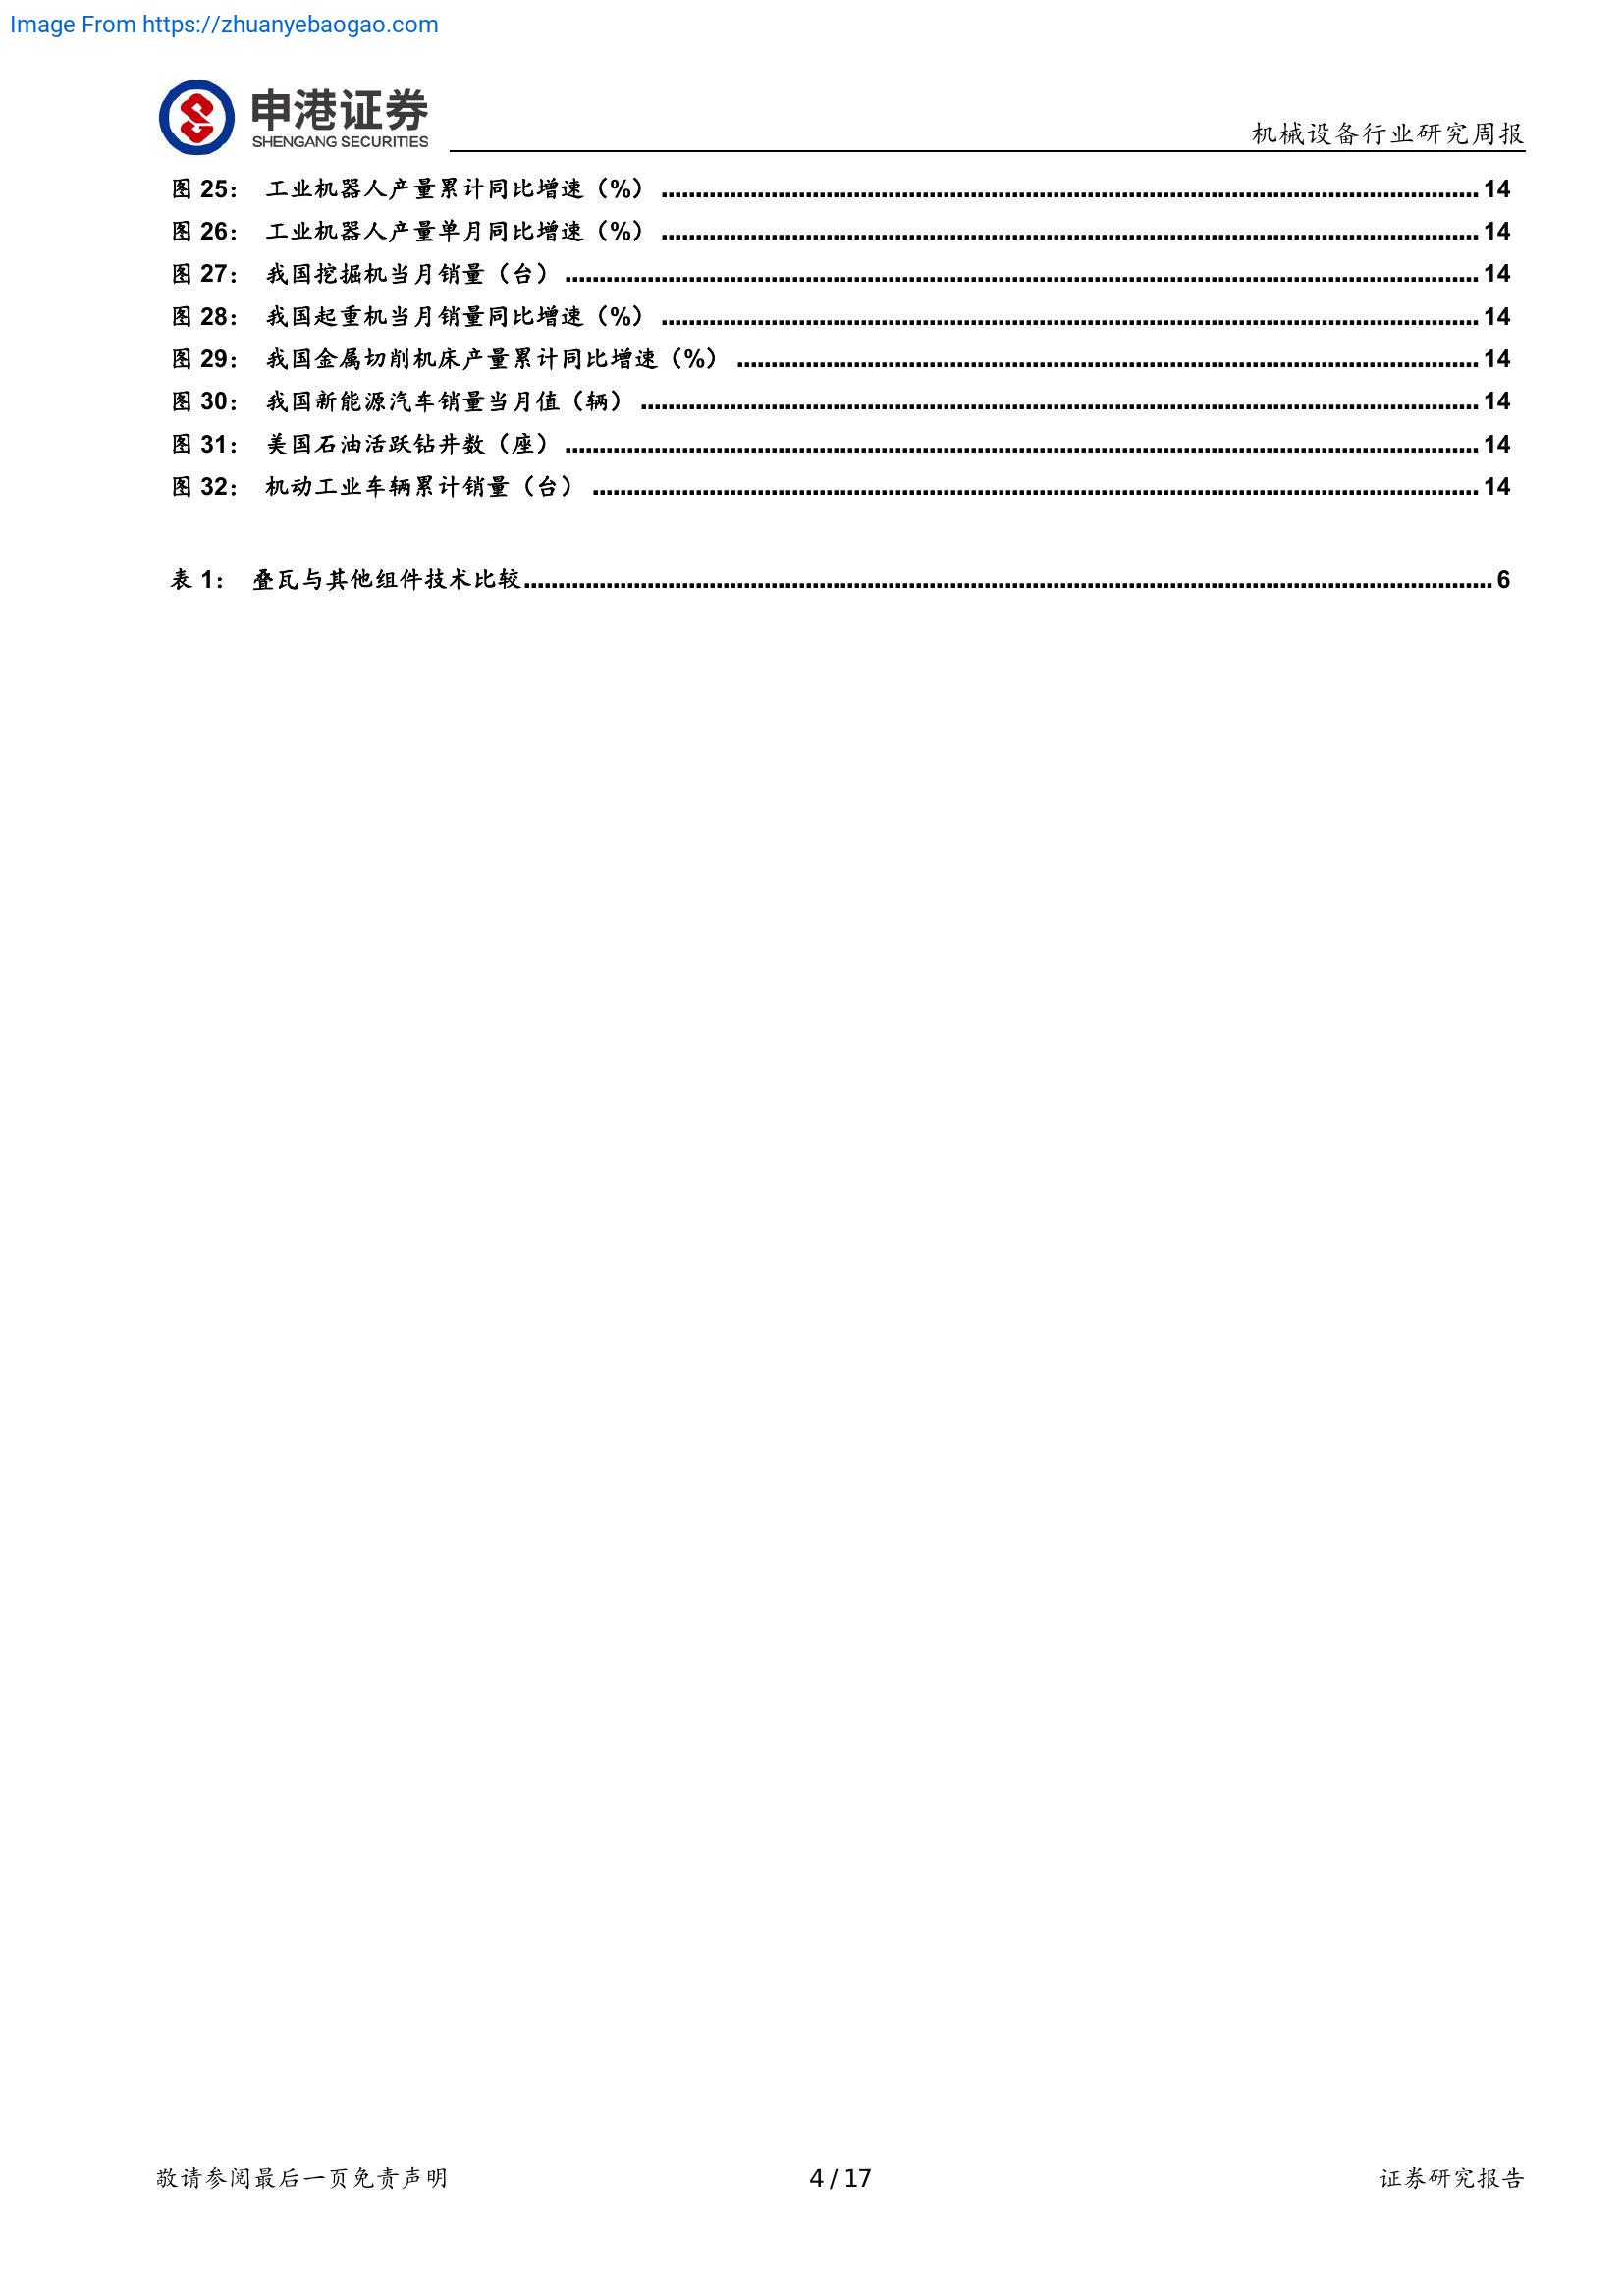 Image From https://zhuanyebaogao.com
申港证券
SHENGANG SECURITIES
机械设备行业研究周报
图 25： 工业机器人产量累计同比增速（%） ........ 14
图 26： 工业机器人产量单月同比增速（%） ........ 14
图 27： 我国挖掘机当月销量（台） ........ 14
图 28： 我国起重机当月销量同比增速（%） ........ 14
图 29： 我国金属切削机床产量累计同比增速（%） ........ 14
图 30： 我国新能源汽车销量当月值（辆） ........ 14
图 31： 美国石油活跃钻井数（座） ........ 14
图 32： 机动工业车辆累计销量（台） ........ 14
表 1： 叠瓦与其他组件技术比较........ 6
敬请参阅最后一页免责声明
4 / 17
证券研究报告